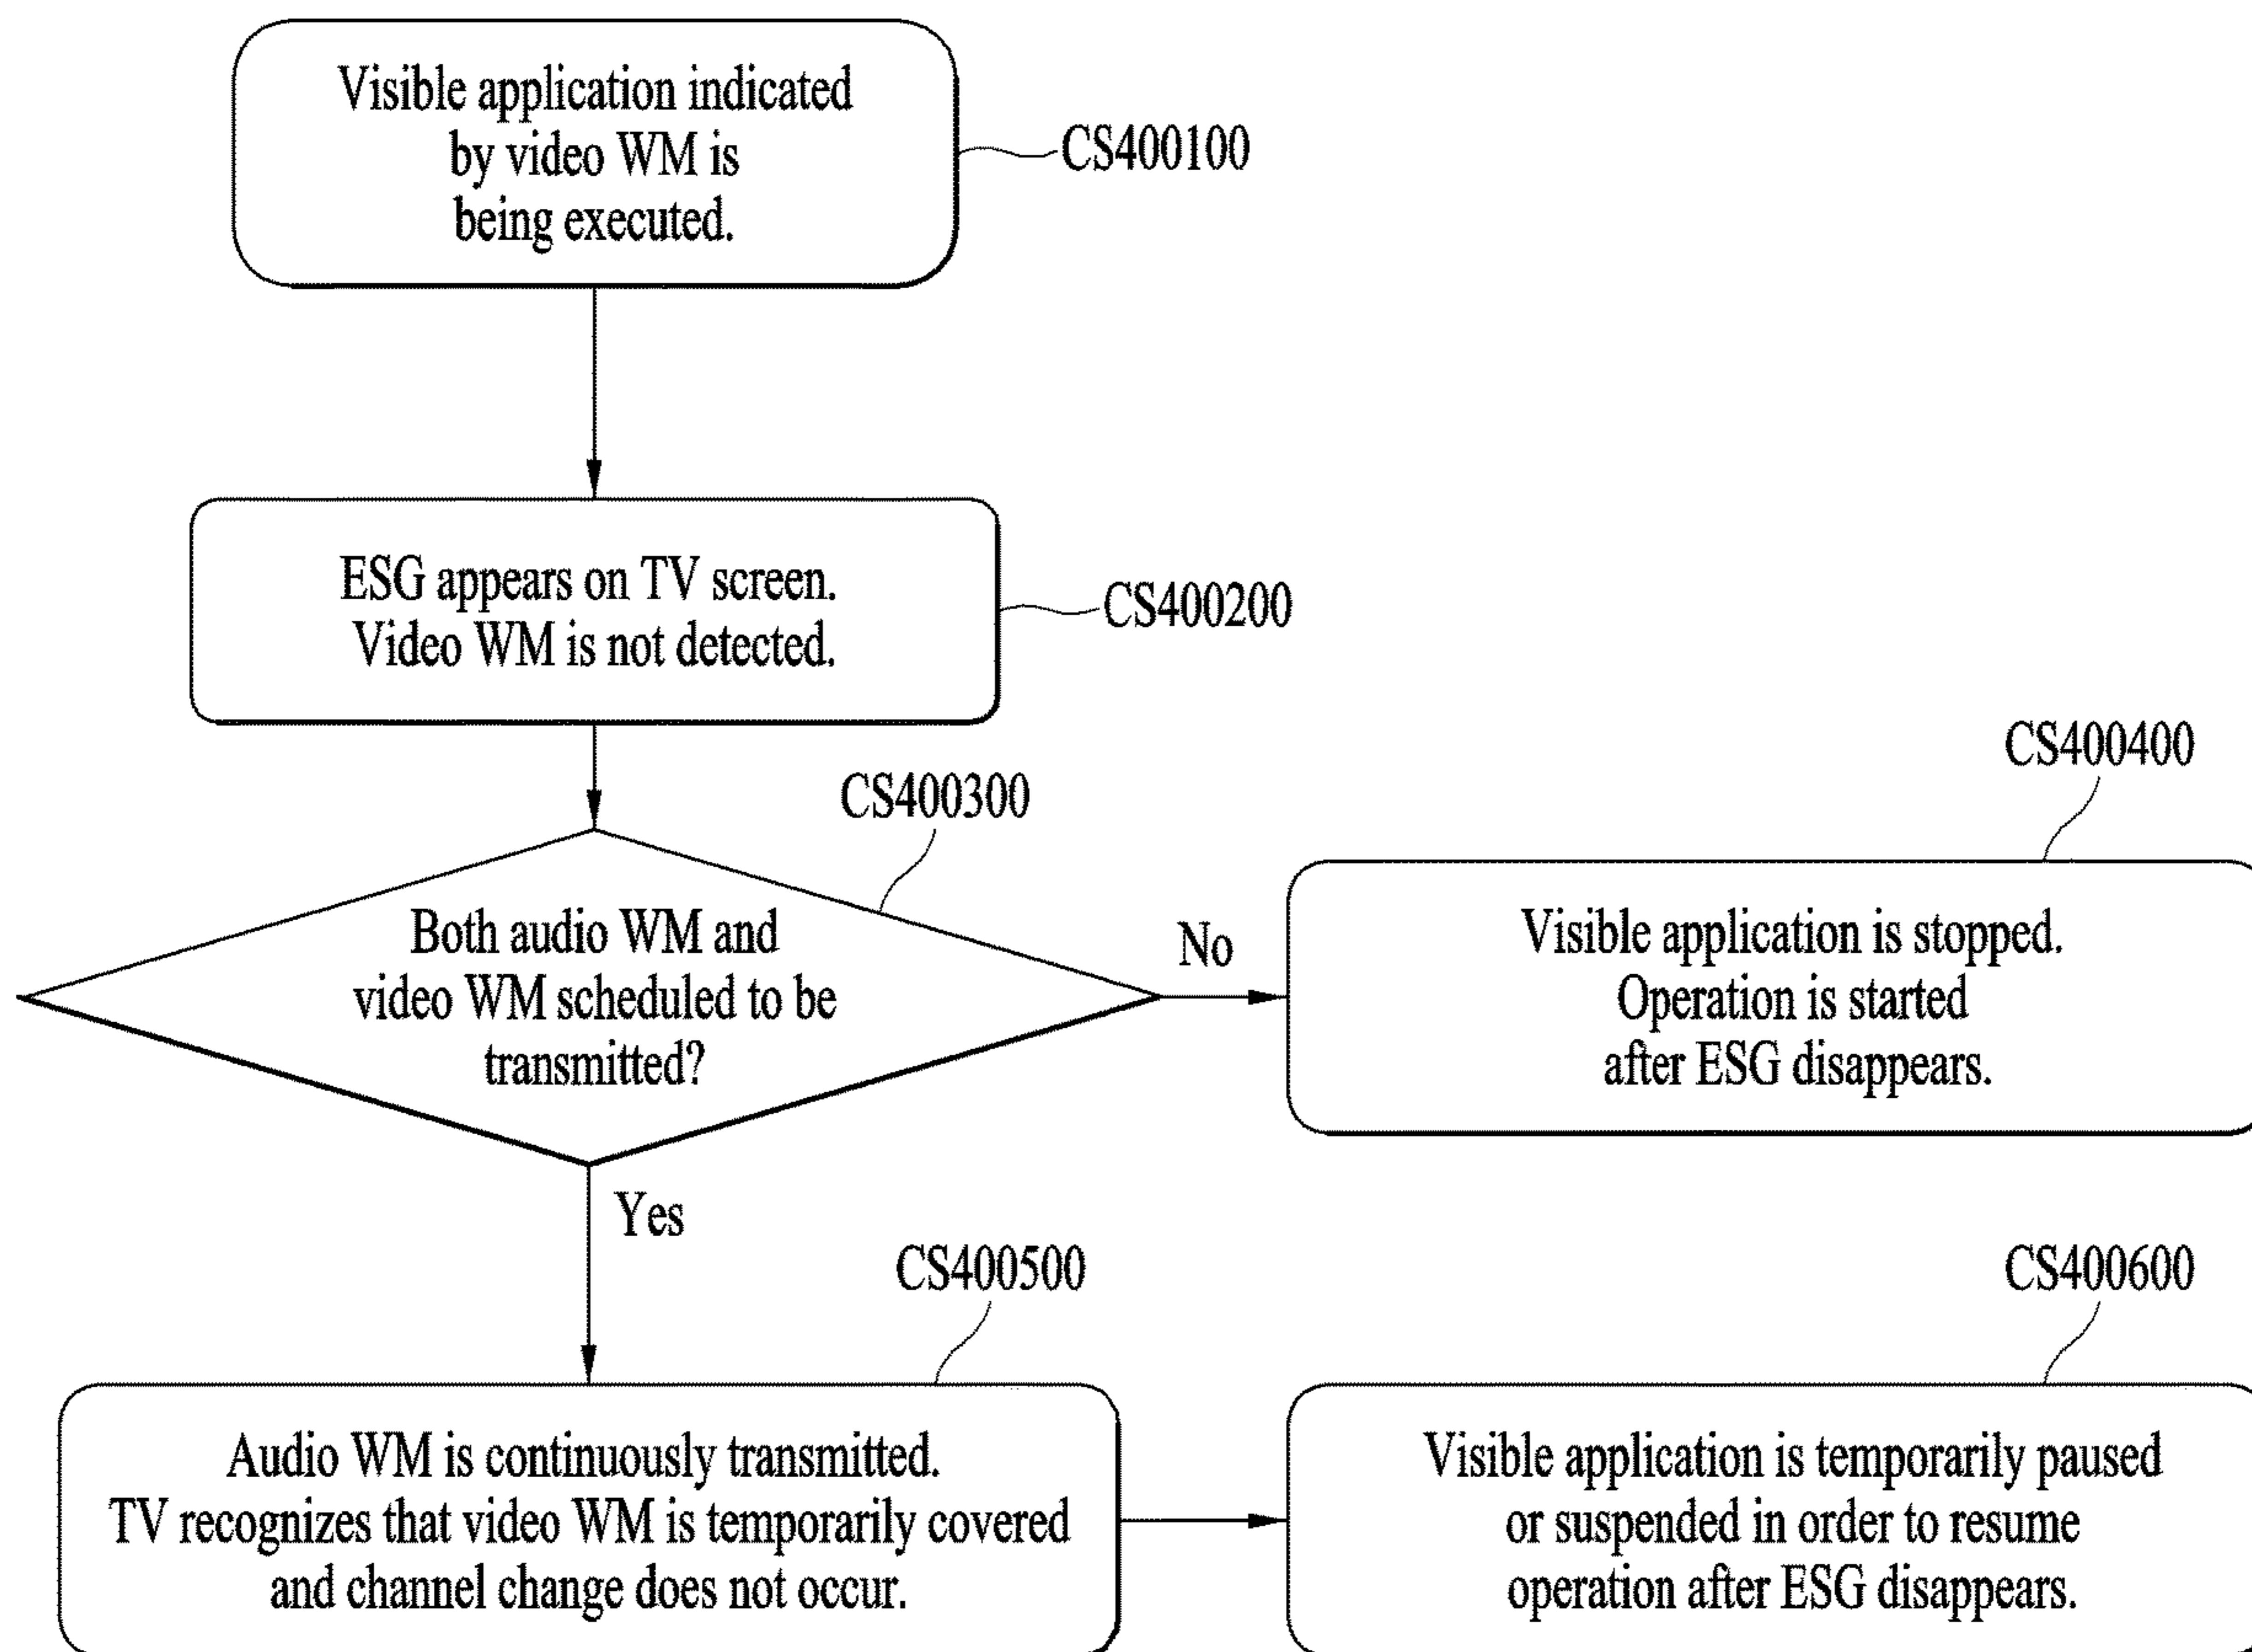 Visible application indicated
by video WM is
being executed.
CS400100
ESG appears on TV screen.
Video WM is not detected.
CS400200
CS400300
Both audio WM and
video WM scheduled to be
transmitted?
No
CS400400
Visible application is stopped.
Operation is started
after ESG disappears.
Yes
CS400500
Audio WM is continuously transmitted.
TV recognizes that video WM is temporarily covered
and channel change does not occur.
CS400600
Visible application is temporarily paused
or suspended in order to resume
operation after ESG disappears.